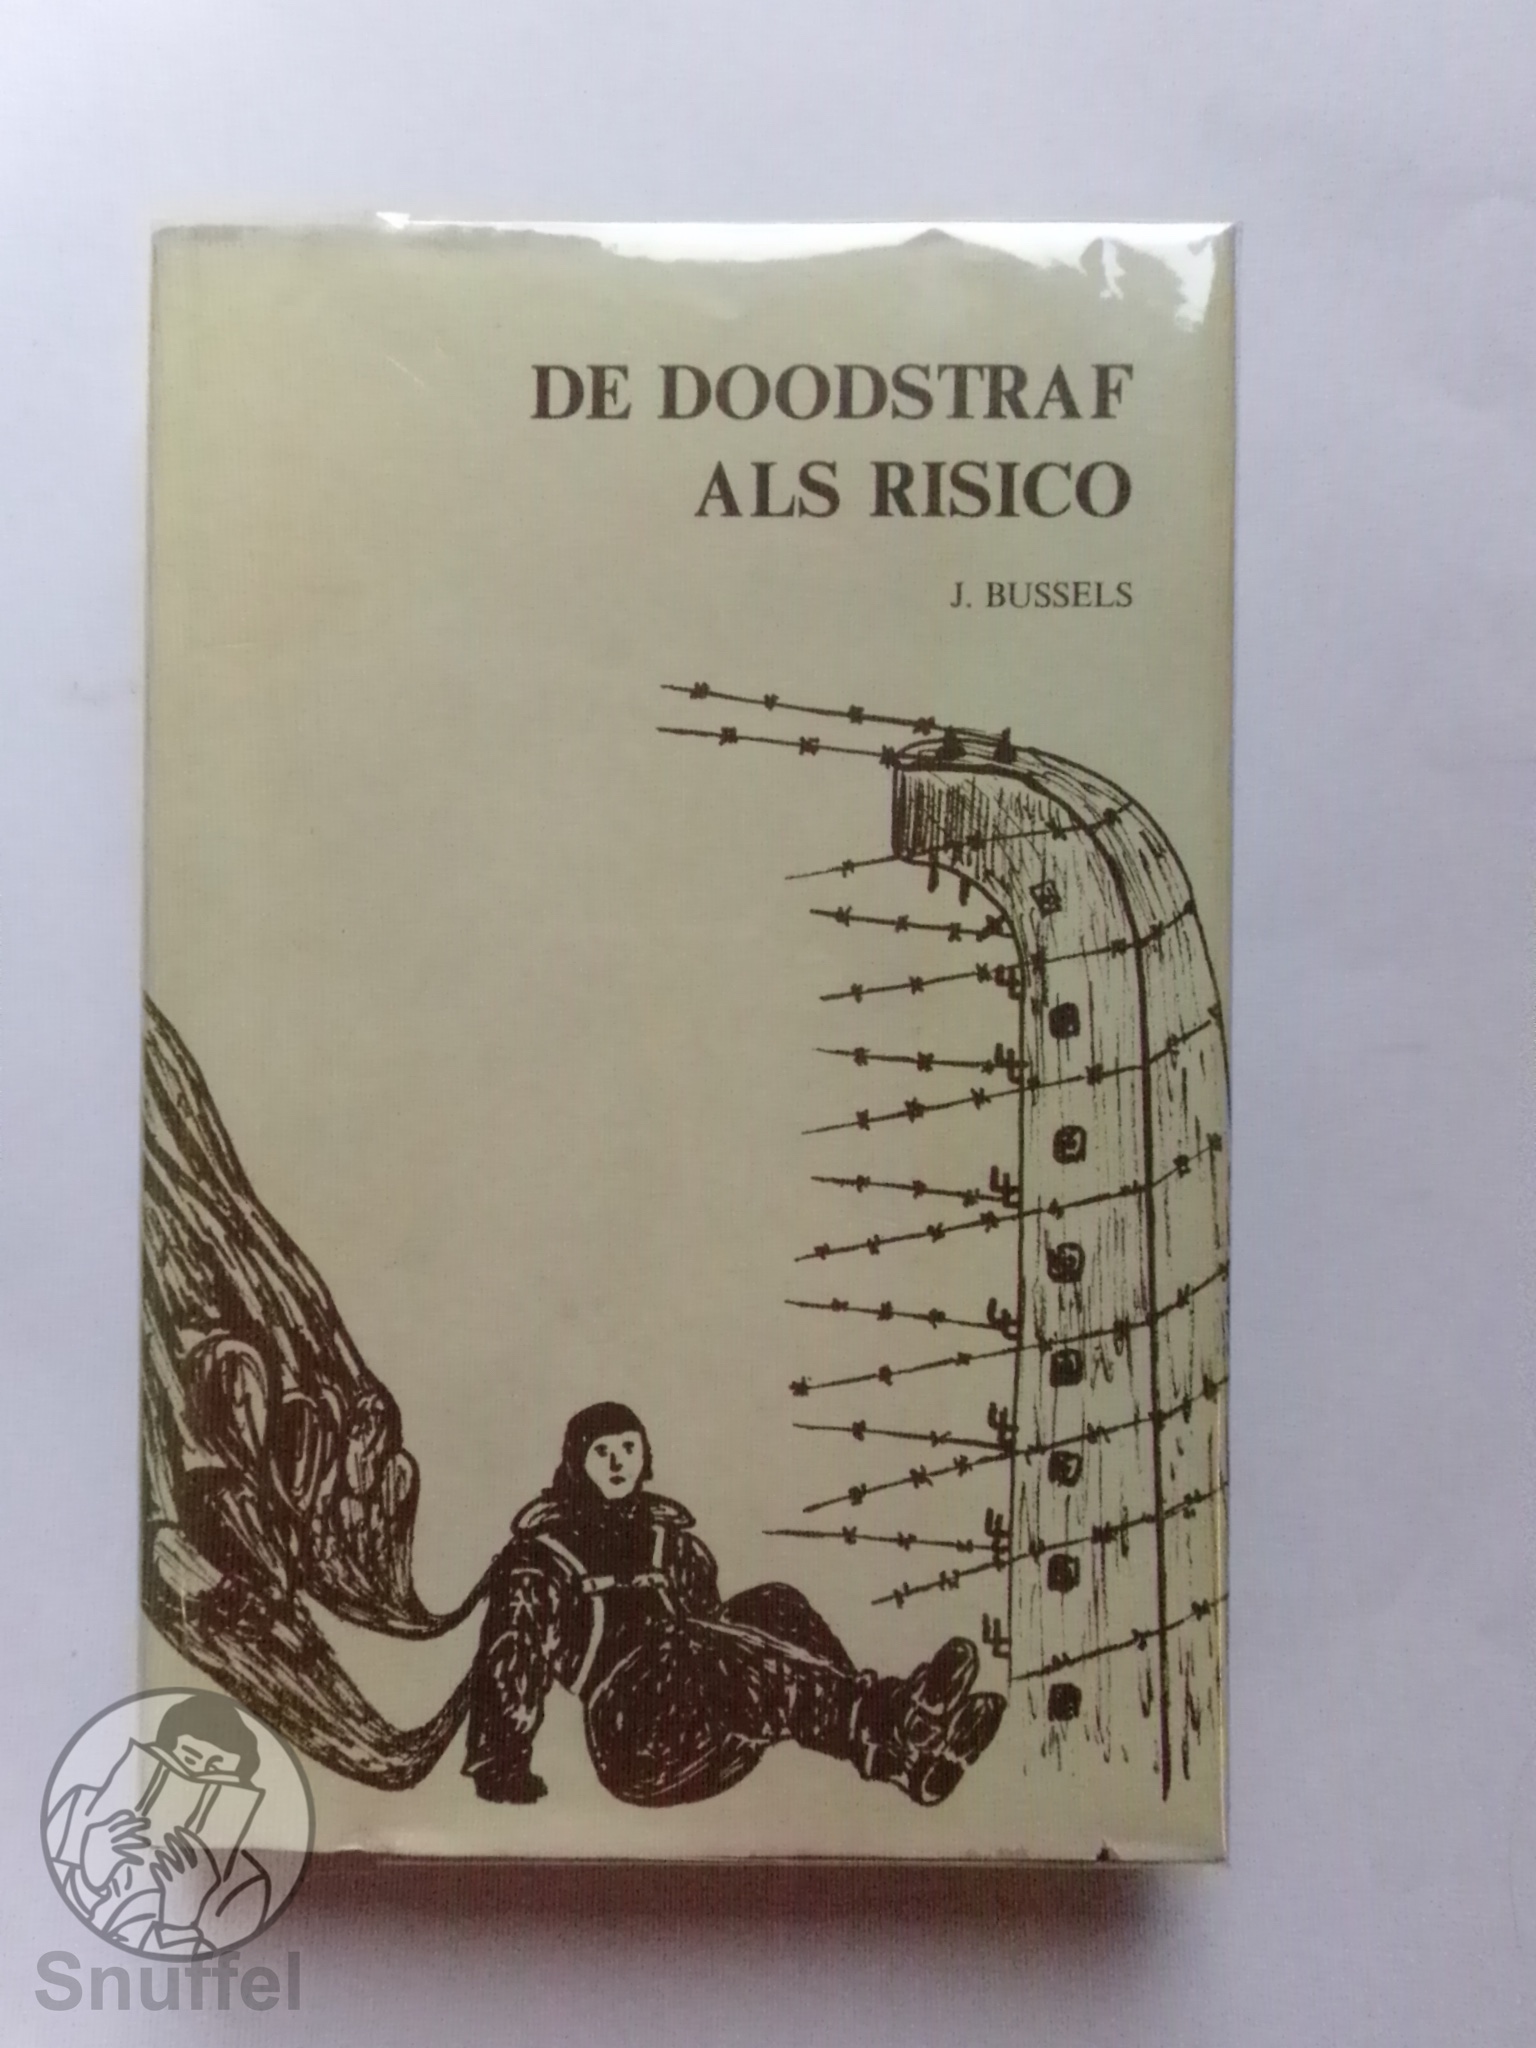 DE DOODSTRAF
ALS RISICO
J. BUSSELS
Snuffel